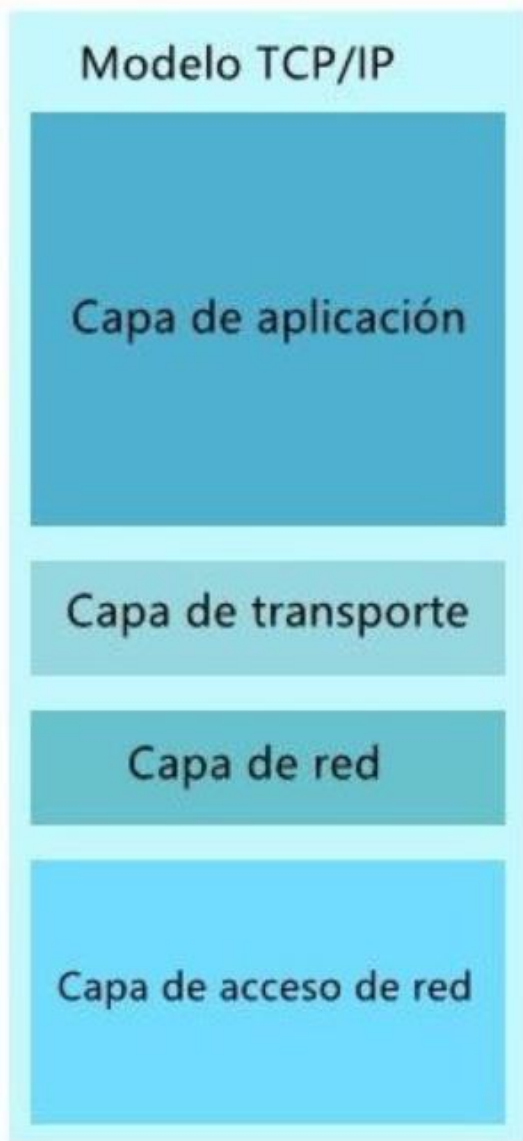 Modelo TCP/IP
Capa de aplicación
Capa de transporte
Capa de red
Capa de acceso de red